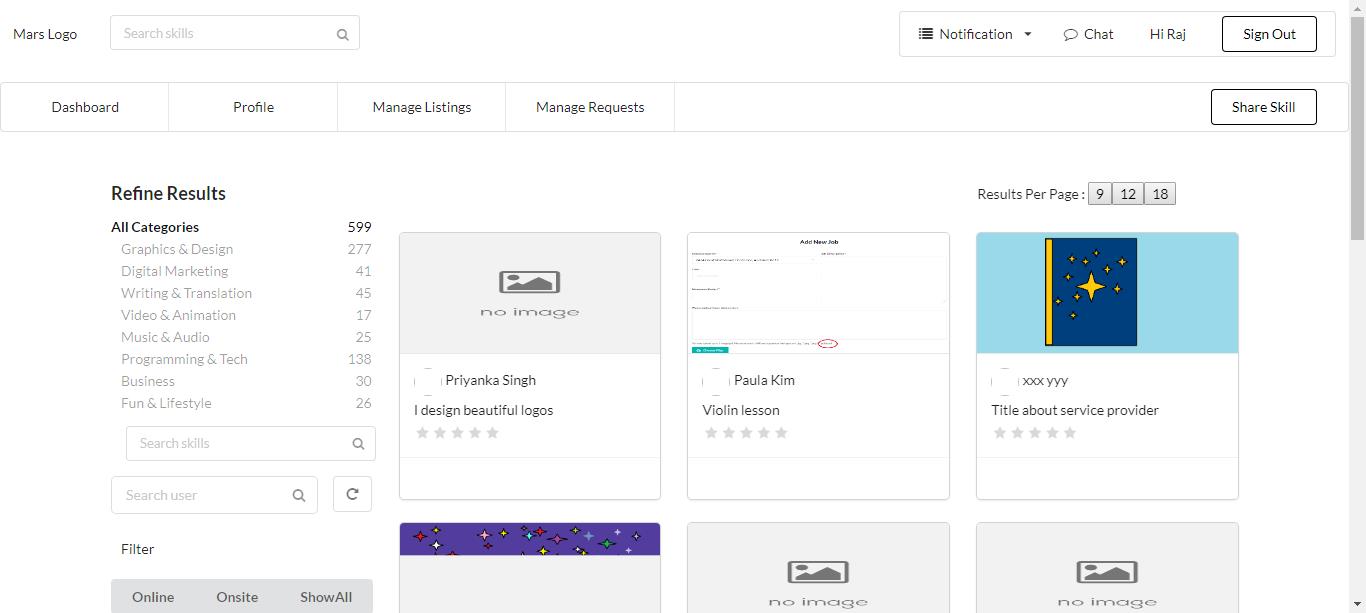 Mars Logo
Search skills
Notification
Chat
Hi Raj
Sign Out
Dashboard
Profile
Manage Listings
Manage Requests
Share Skill
Refine Results
Results Per Page : 9 12 18
All Categories 599
Graphics & Design 277
Digital Marketing 41
Writing & Translation 45
Video & Animation 17
Music & Audio 25
Programming & Tech 138
Business 30
Fun & Lifestyle 26
Search skills
Search user
Filter
Online Onsite ShowAll
no image
Priyanka Singh
I design beautiful logos
Add New Job
Paula Kim
Violin lesson
xxx yyy
Title about service provider
no image
no image